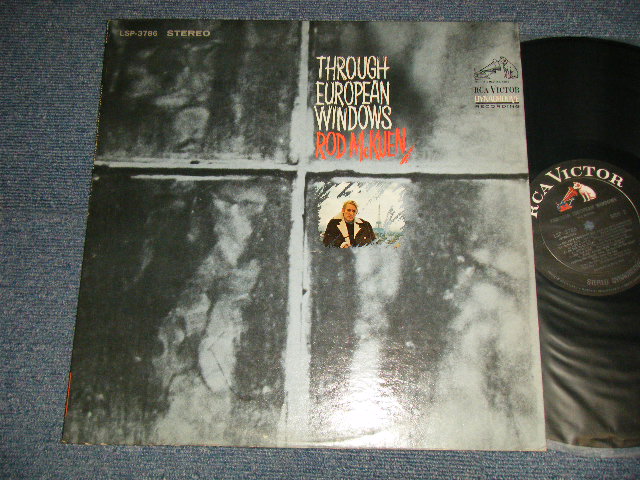 LSP-3786 STEREO
THROUGH
EUROPEAN
WINDOWS
ROD McKUEN
RCA VICTOR
DYNAGROOVE
RECORDING
RCA VICTOR